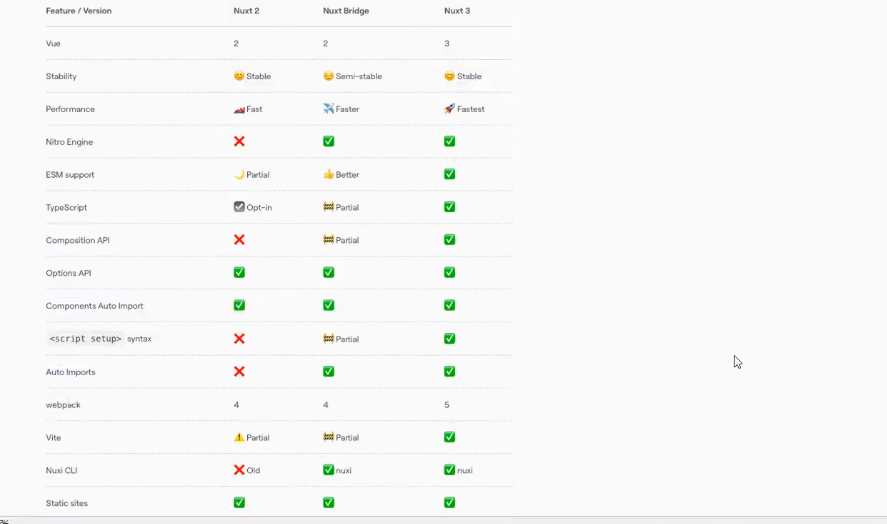 Feature / Version Nuxt 2 Nuxt Bridge Nuxt 3
Vue 2 2 3
Stability 😊 Stable 😌 Semi-stable 😊 Stable
Performance 🏎 Fast ✈️ Faster 🚀 Fastest
Nitro Engine ❌ ✅ ✅
ESM support 🌙 Partial 👍 Better ✅
TypeScript ☑️ Opt-in 🚧 Partial ✅
Composition API ❌ 🚧 Partial ✅
Options API ✅ ✅ ✅
Components Auto Import ✅ ✅ ✅
<script setup> syntax ❌ 🚧 Partial ✅
Auto Imports ❌ ✅ ✅
webpack 4 4 5
Vite ⚠️ Partial 🚧 Partial ✅
Nuxi CLI ❌ Old ✅ nuxi ✅ nuxi
Static sites ✅ ✅ ✅